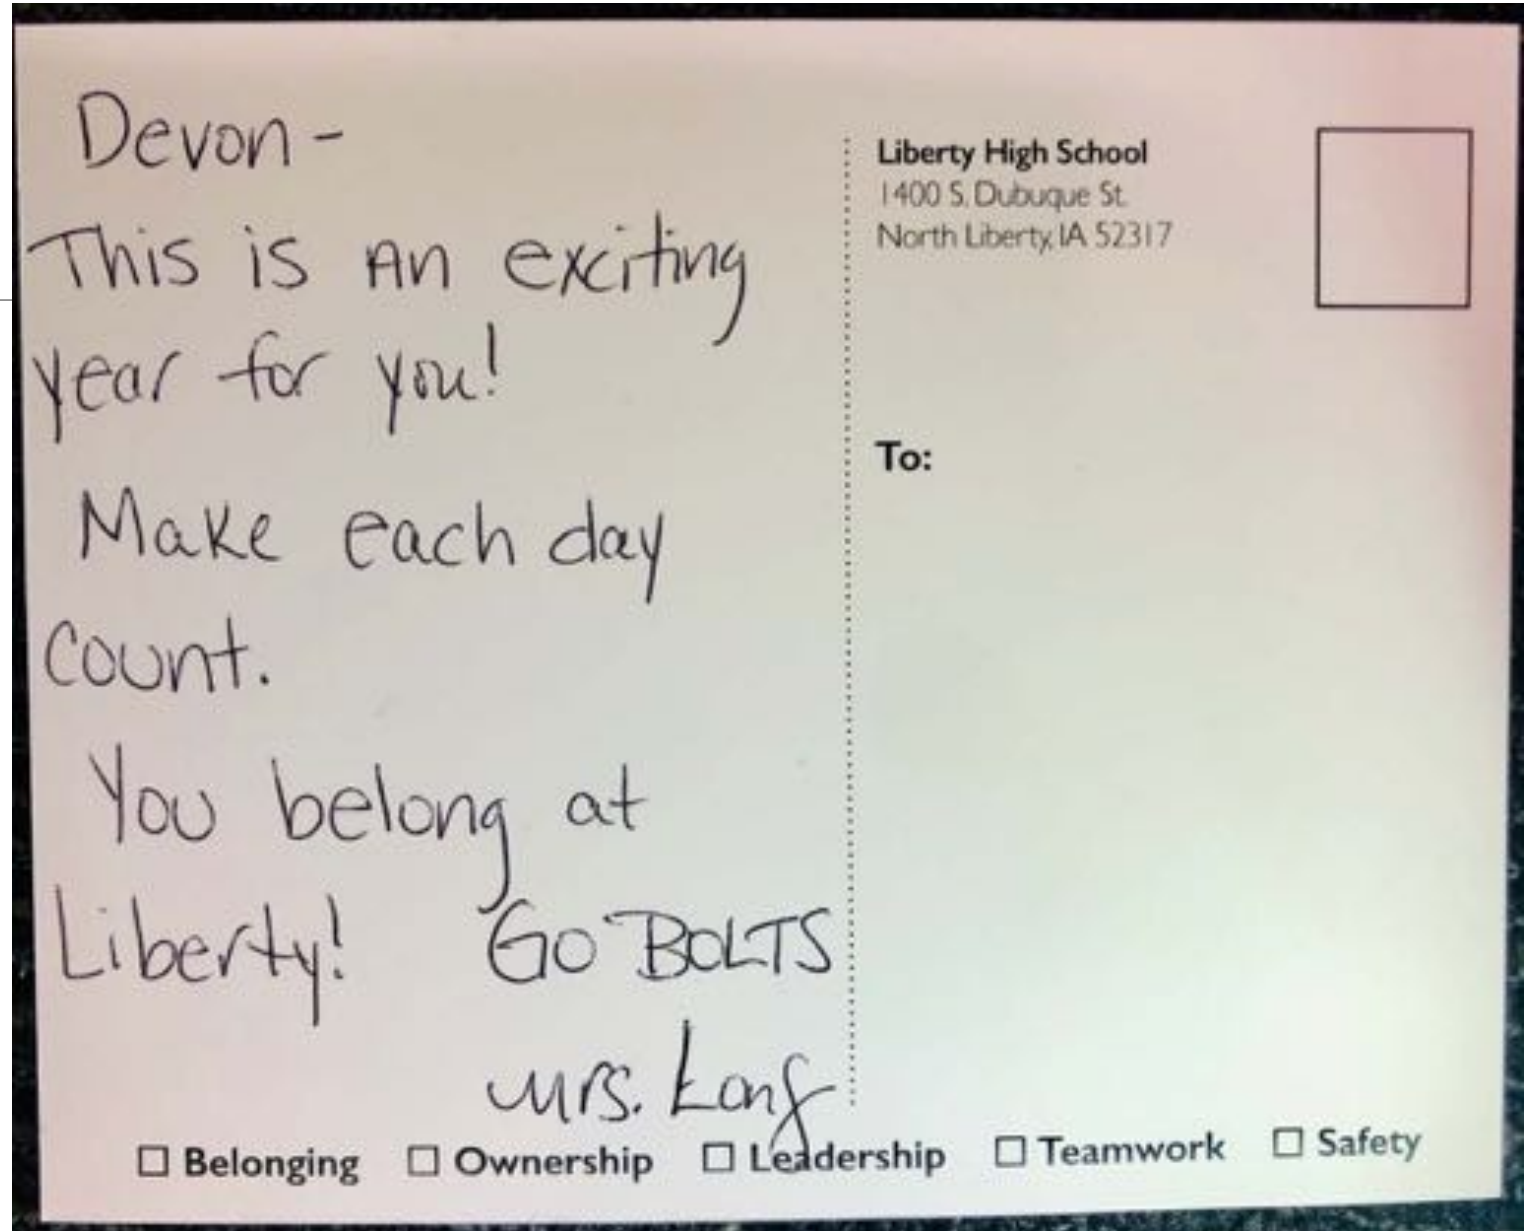 Devon-
This is an exciting
year for you!
Make each day
count.
You belong at
Liberty! GO BOLTS
Mrs. Long
Liberty High School
1400 S. Dubuque St.
North Liberty, IA 52317
To:
☐ Belonging ☐ Ownership ☐ Leadership ☐ Teamwork ☐ Safety